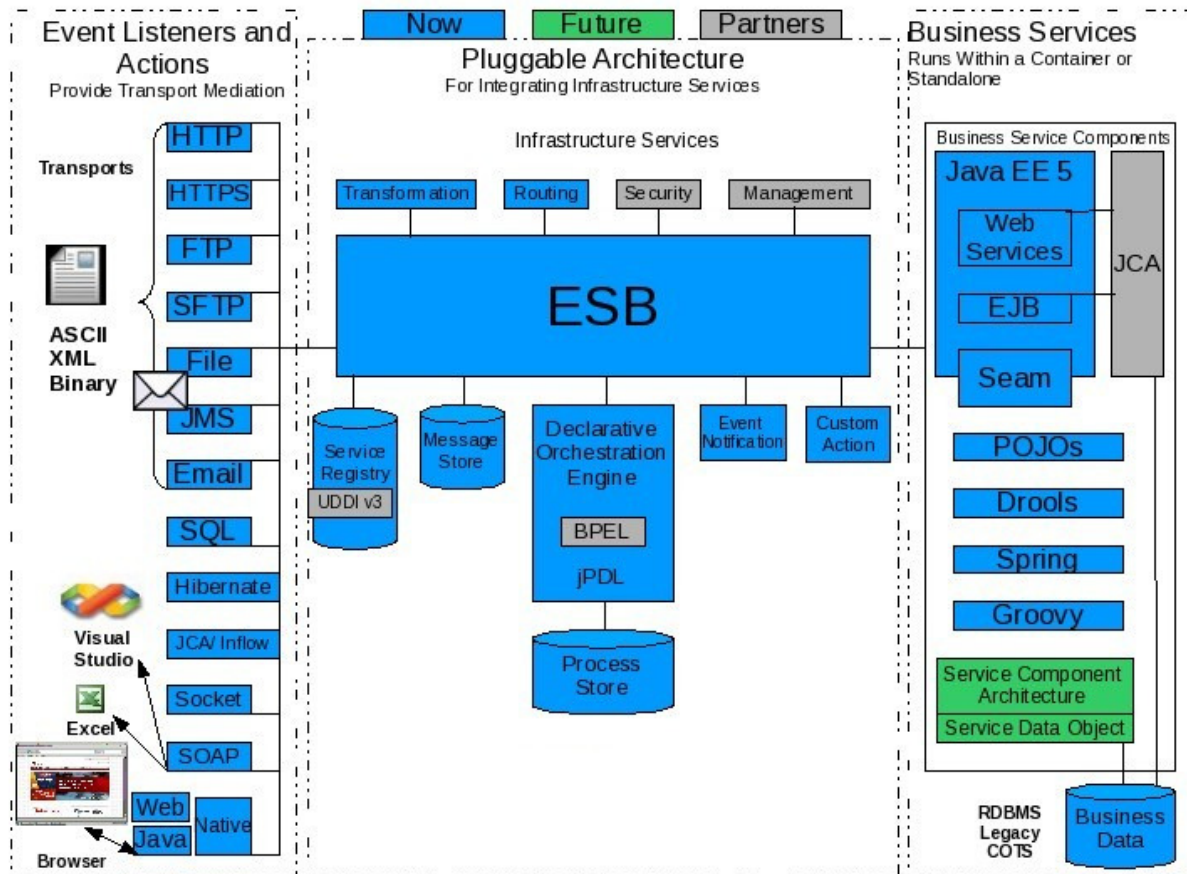 Now
Future
Partners
Event Listeners and
Actions
Provide Transport Mediation
Transports
ASCII
XML
Binary
HTTP
HTTPS
FTP
SFTP
File
JMS
Email
SQL
Hibernate
JCA/ Inflow
Socket
SOAP
Web
Java
Native
Visual
Studio
Excel
Browser
Pluggable Architecture
For Integrating Infrastructure Services
Infrastructure Services
Transformation
Routing
Security
Management
ESB
Service
Registry
UDDI v3
Message
Store
Declarative
Orchestration
Engine
BPEL
jPDL
Process
Store
Event
Notification
Custom
Action
Business Services
Runs Within a Container or
Standalone
Business Service Components
Java EE 5
Web
Services
EJB
Seam
JCA
POJOs
Drools
Spring
Groovy
Service Component
Architecture
Service Data Object
RDBMS
Legacy
COTS
Business
Data